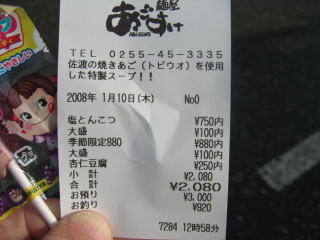 麺屋
あごすけ
AGOSUKE
TEL 0255-45-3335
佐渡の焼きあご(トビウオ)を使用
した特製スープ!!
2008年 1月10日(木) No0
塩とんこつ ¥750内
大盛 ¥100内
季節限定880 ¥880内
大盛 ¥100内
杏仁豆腐 ¥250内
小 計 ¥2,080
合 計 ¥2,080
お預り ¥3,000
お釣り ¥920
7284 12時58分